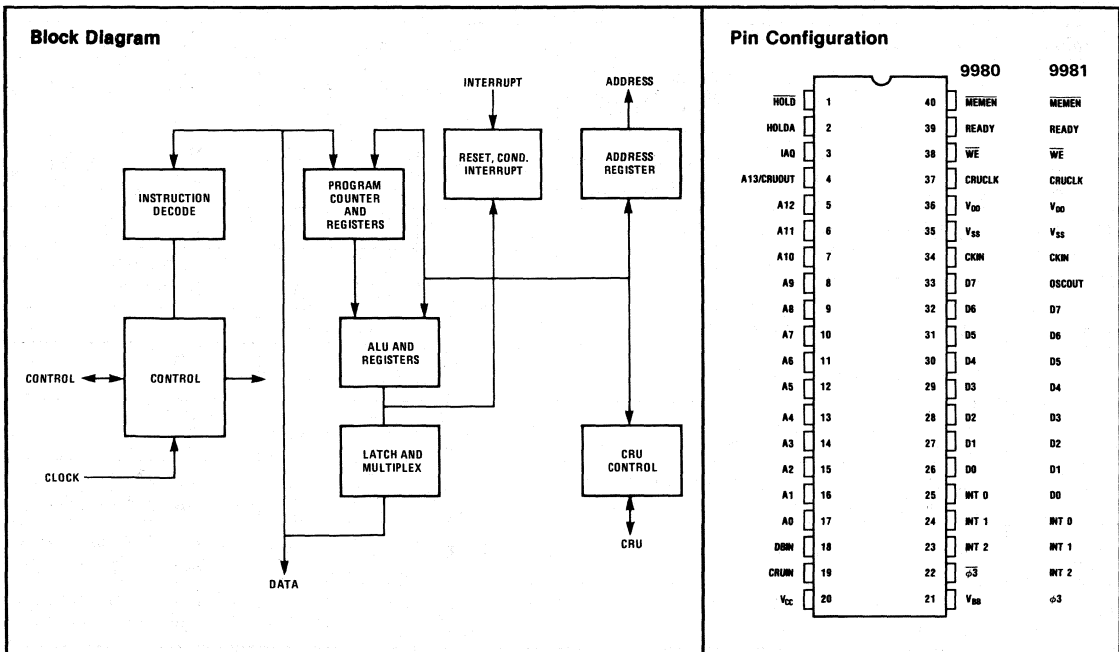 Block Diagram
INTERRUPT
ADDRESS
INSTRUCTION
DECODE
PROGRAM
COUNTER
AND
REGISTERS
RESET, COND.
INTERRUPT
ADDRESS
REGISTER
ALU AND
REGISTERS
CONTROL
CONTROL
LATCH AND
MULTIPLEX
CRU
CONTROL
CLOCK
CRU
DATA
Pin Configuration
9980 9981
HOLD 1 40 MEMEN MEMEN
HOLDA 2 39 READY READY
IAQ 3 38 WE WE
A13/CRUOUT 4 37 CRUCLK CRUCLK
A12 5 36 VDD VDD
A11 6 35 VSS VSS
A10 7 34 CKIN CKIN
A9 8 33 D7 OSCOUT
A8 9 32 D6 D7
A7 10 31 D5 D6
A6 11 30 D4 D5
A5 12 29 D3 D4
A4 13 28 D2 D3
A3 14 27 D1 D2
A2 15 26 D0 D1
A1 16 25 INT 0 D0
A0 17 24 INT 1 INT 0
DBIN 18 23 INT 2 INT 1
CRUIN 19 22 φ3 INT 2
VCC 20 21 VBB φ3